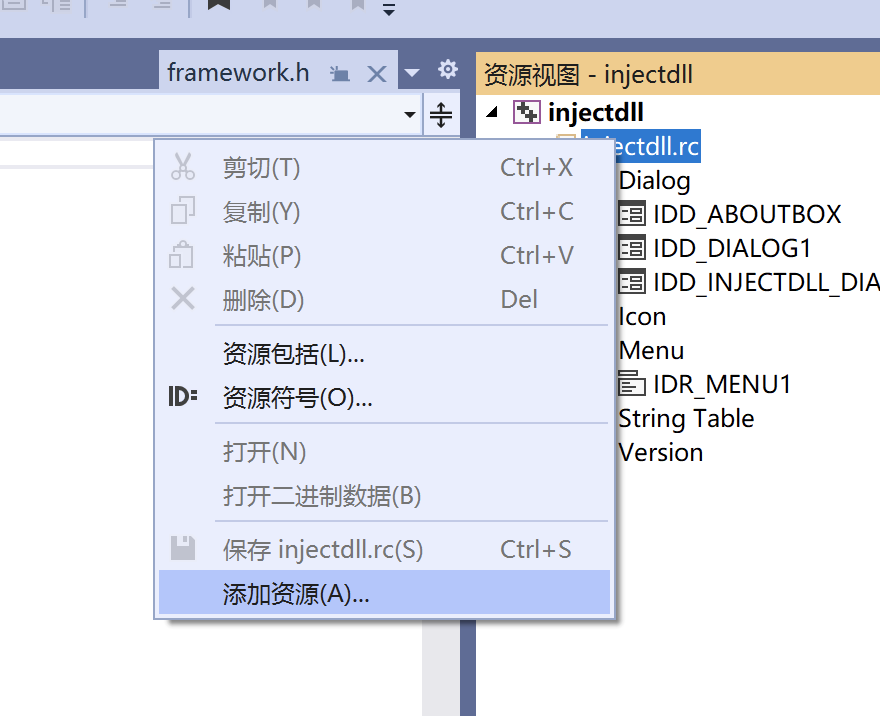 framework.h
资源视图 - injectdll
injectdll
injectdll.rc
剪切(T) Ctrl+X
Dialog
复制(Y) Ctrl+C
IDD_ABOUTBOX
粘贴(P) Ctrl+V
IDD_DIALOG1
删除(D) Del
IDD_INJECTDLL_DIA
Icon
资源包括(L)...
Menu
ID: 资源符号(O)...
IDR_MENU1
String Table
打开(N)
Version
打开二进制数据(B)
保存 injectdll.rc(S) Ctrl+S
添加资源(A)...